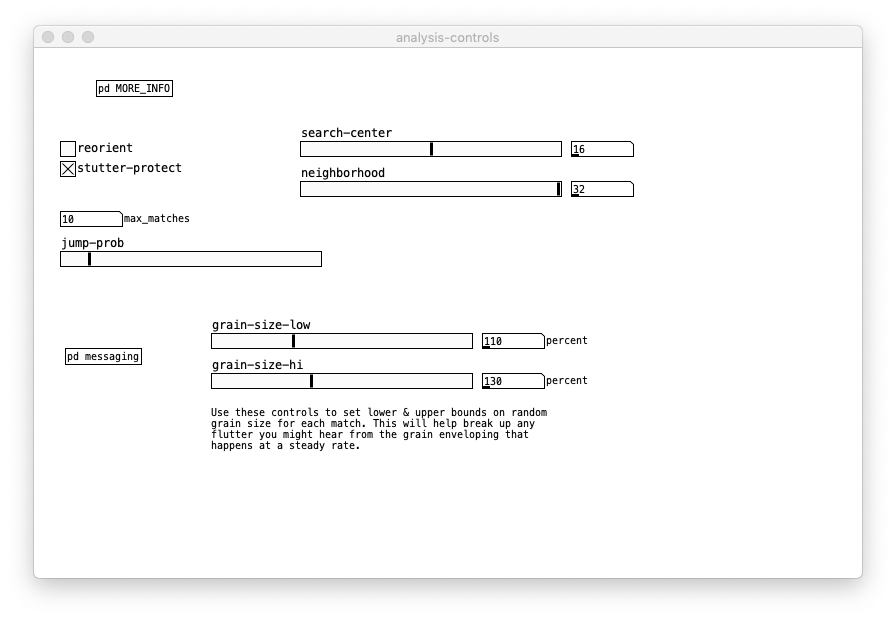 analysis-controls
pd MORE_INFO
search-center
reorient
16
stutter-protect
neighborhood
32
10 max_matches
jump-prob
grain-size-low
110 percent
pd messaging
grain-size-hi
130 percent
Use these controls to set lower & upper bounds on random
grain size for each match. This will help break up any
flutter you might hear from the grain enveloping that
happens at a steady rate.